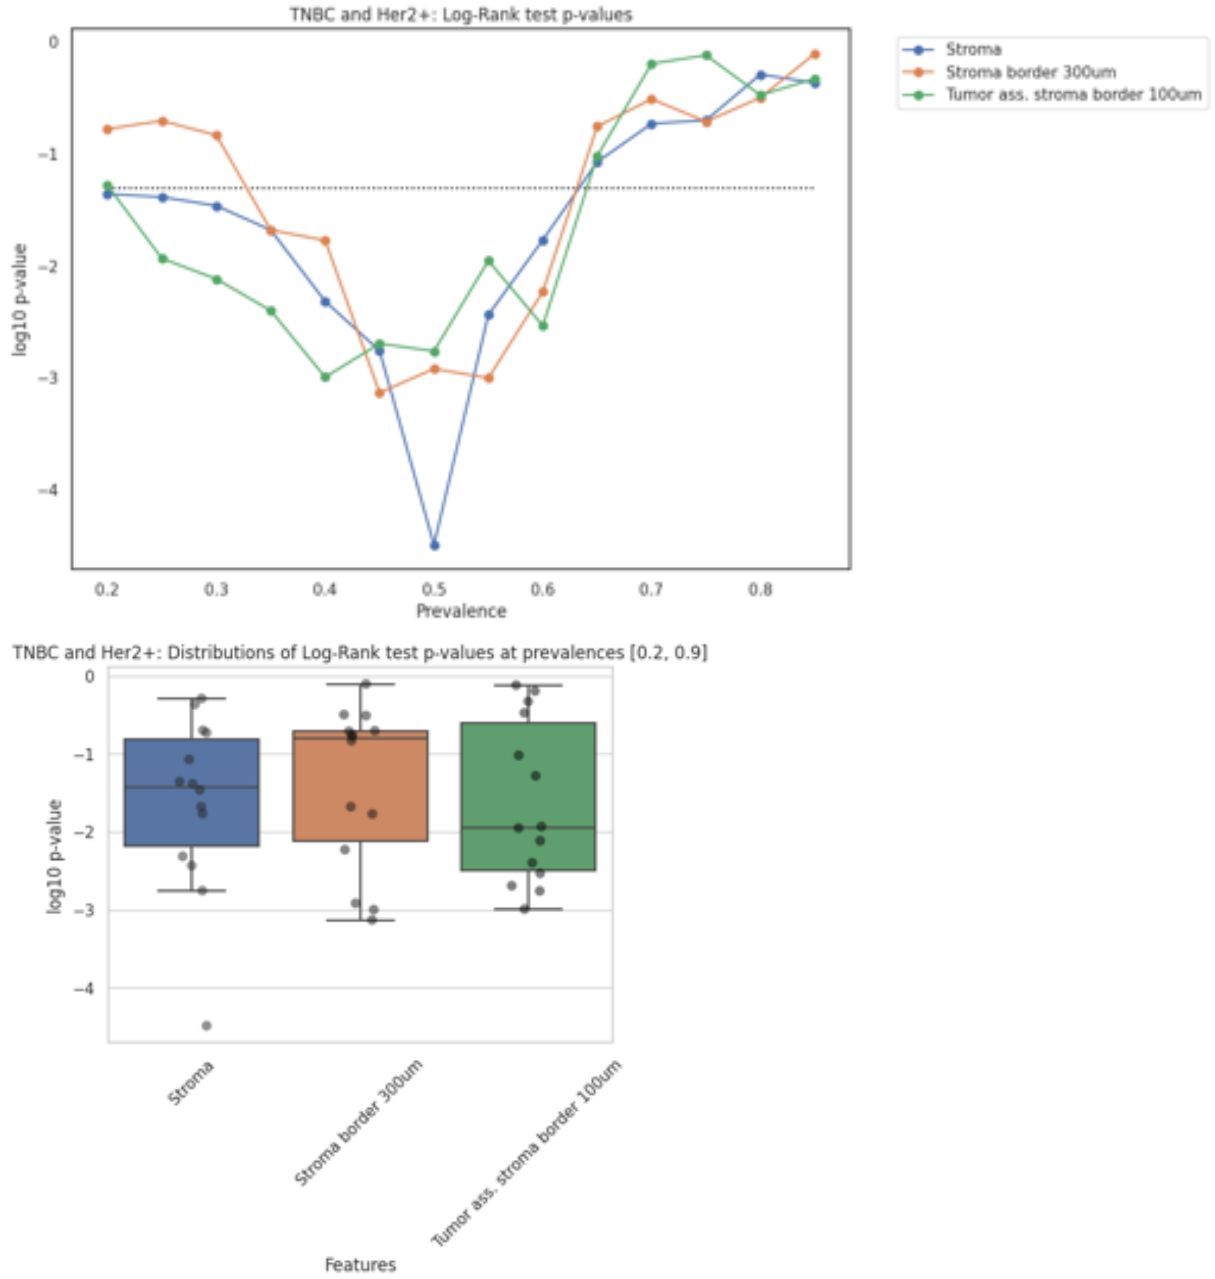 TNBC and Her2+: Log-Rank test p-values
0
−1
−2
−3
−4
log10 p-value
0.2 0.3 0.4 0.5 0.6 0.7 0.8
Prevalence
Stroma
Stroma border 300um
Tumor ass. stroma border 100um
TNBC and Her2+: Distributions of Log-Rank test p-values at prevalences [0.2, 0.9]
0
−1
−2
−3
−4
log10 p-value
Stroma
Stroma border 300um
Tumor ass. stroma border 100um
Features